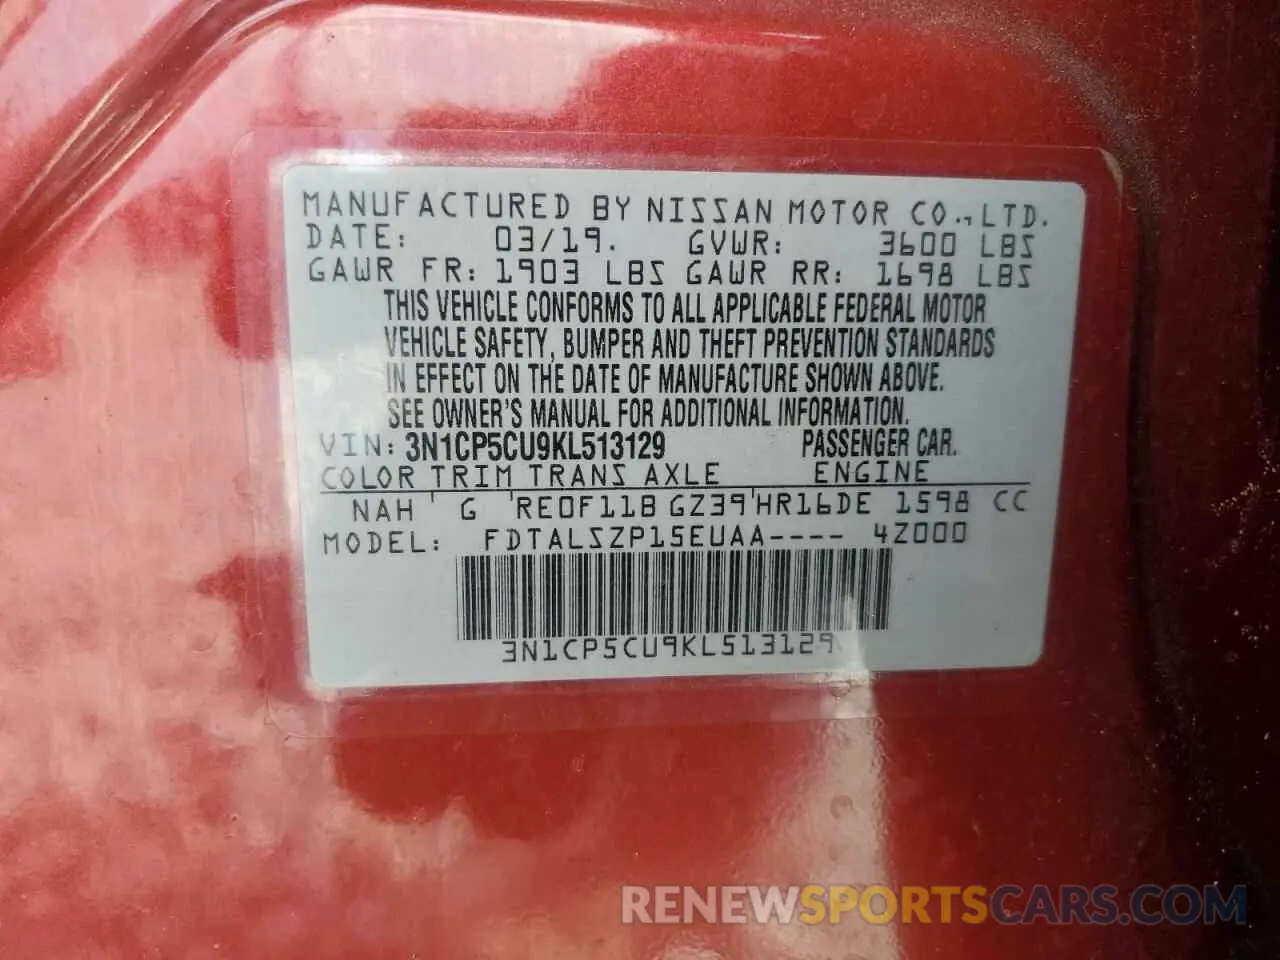 MANUFACTURED BY NISSAN MOTOR CO.,LTD.
DATE: 03/19. GVWR: 3600 LBS
GAWR FR: 1903 LBS GAWR RR: 1698 LBS
THIS VEHICLE CONFORMS TO ALL APPLICABLE FEDERAL MOTOR
VEHICLE SAFETY, BUMPER AND THEFT PREVENTION STANDARDS
IN EFFECT ON THE DATE OF MANUFACTURE SHOWN ABOVE.
SEE OWNER'S MANUAL FOR ADDITIONAL INFORMATION.
VIN: 3N1CP5CU9KL513129 PASSENGER CAR.
COLOR TRIM TRANS AXLE ENGINE
NAH ' G 'RE0F11B GZ39'HR16DE 1598 CC
MODEL: FDTALSZP15EUAA---- 4Z000
3N1CP5CU9KL513129
RENEWSPORTSCARS.COM